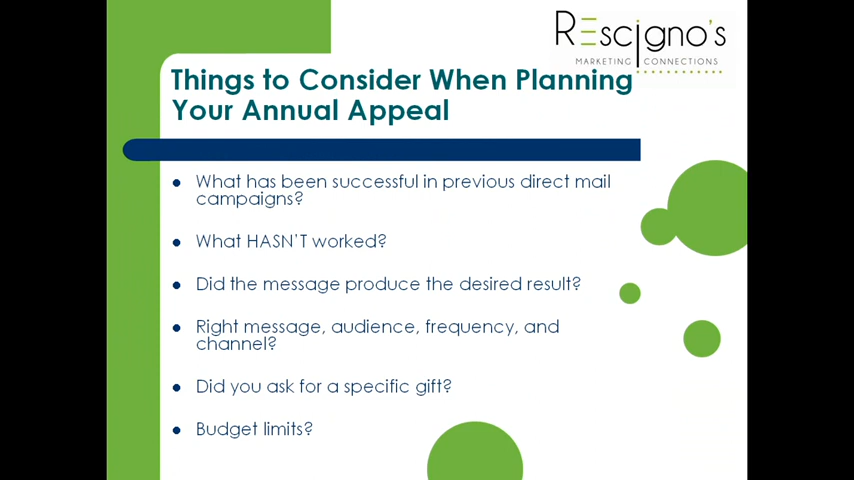 REscigno's
MARKETING CONNECTIONS
Things to Consider When Planning
Your Annual Appeal
• What has been successful in previous direct mail
campaigns?
• What HASN'T worked?
• Did the message produce the desired result?
• Right message, audience, frequency, and
channel?
• Did you ask for a specific gift?
• Budget limits?